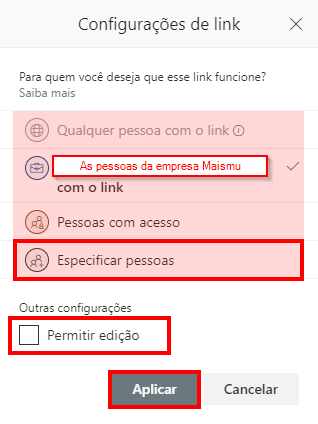 Configurações de link
Para quem você deseja que esse link funcione?
Saiba mais
Qualquer pessoa com o link
As pessoas da empresa Maismu
com o link
Pessoas com acesso
Especificar pessoas
Outras configurações
Permitir edição
Aplicar
Cancelar